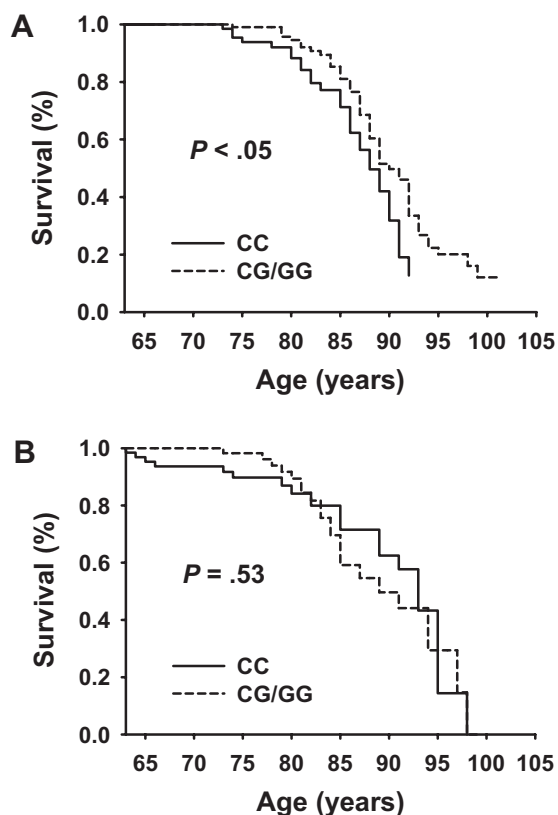 A
Survival (%)
1.0
0.8
0.6
0.4
0.2
0.0
P < .05
CC
CG/GG
65 70 75 80 85 90 95 100 105
Age (years)
B
Survival (%)
1.0
0.8
0.6
0.4
0.2
0.0
P = .53
CC
CG/GG
65 70 75 80 85 90 95 100 105
Age (years)